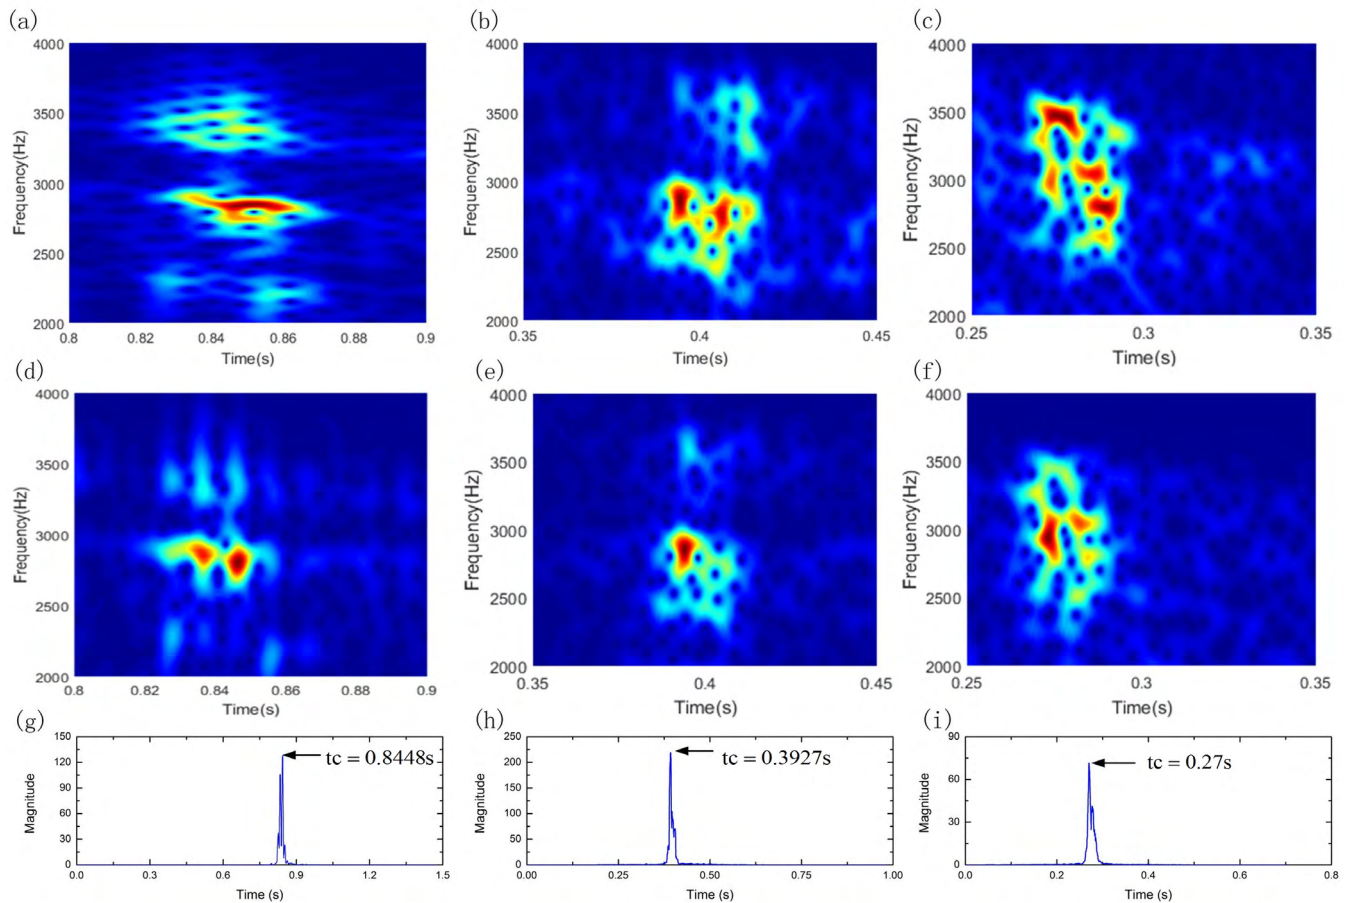 (a)
(b)
(c)
4000
3500
3000
2500
2000
Frequency(Hz)
0.8
0.82
0.84
0.86
0.9
Time(s)
4000
3500
3000
2500
2000
Frequency(Hz)
0.35
0.4
0.45
Time(s)
4000
3500
3000
2500
2000
Frequency(Hz)
0.25
0.3
0.35
Time(s)
(d)
(e)
(f)
4000
3500
3000
2500
2000
Frequency(Hz)
0.8
0.82
0.84
0.86
0.88
0.9
Time(s)
4000
3500
3000
2500
2000
Frequency(Hz)
0.35
0.4
0.45
Time(s)
4000
3500
3000
2500
2000
Frequency(Hz)
0.25
0.3
0.35
Time(s)
(g)
(h)
(i)
150
120
90
60
30
0
Magnitude
tc = 0.8448s
0.0
0.3
0.6
0.9
1.2
1.5
Time (s)
250
200
150
100
50
0
Magnitude
tc = 0.3927s
0.00
0.25
0.50
0.75
1.00
Time (s)
90
60
30
0
Magnitude
tc = 0.27s
0.0
0.2
0.4
0.6
0.8
Time (s)